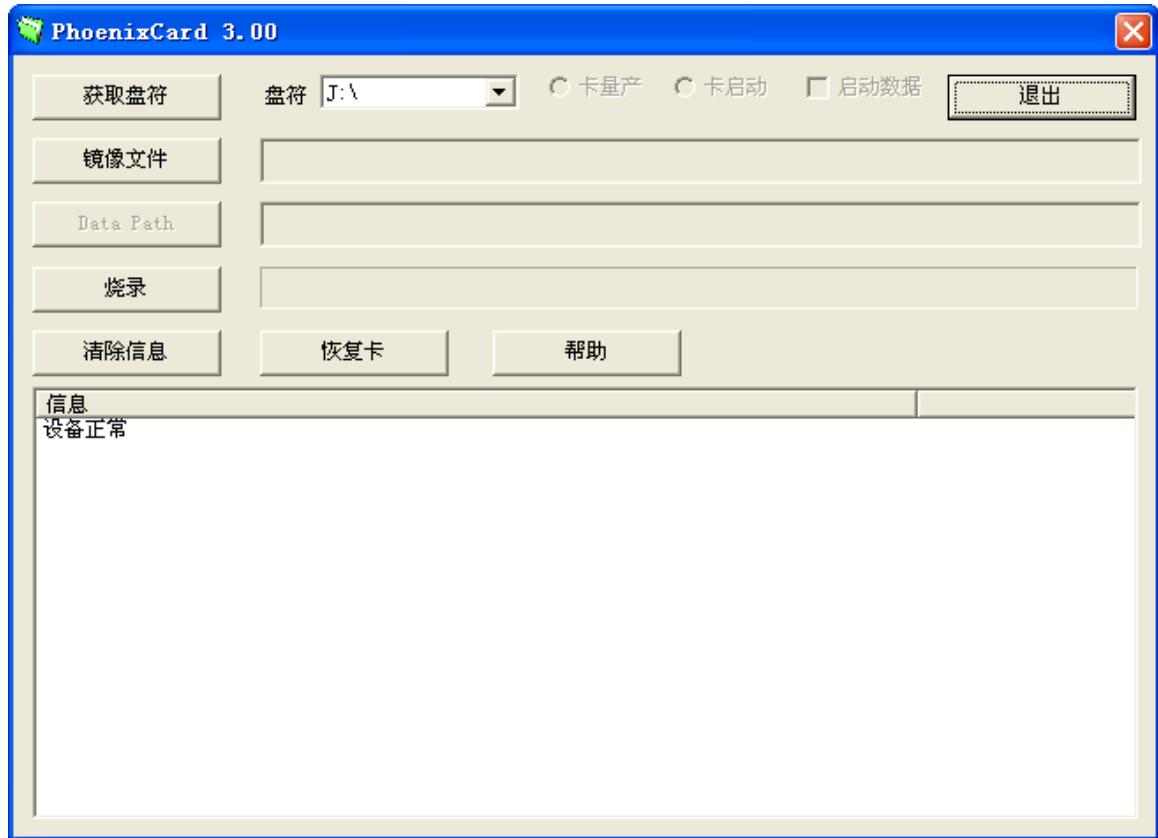 PhoenixCard 3.00
获取盘符 盘符 J:\ 卡量产 卡启动 启动数据 退出
镜像文件
Data Path
烧录
清除信息 恢复卡 帮助
信息
设备正常